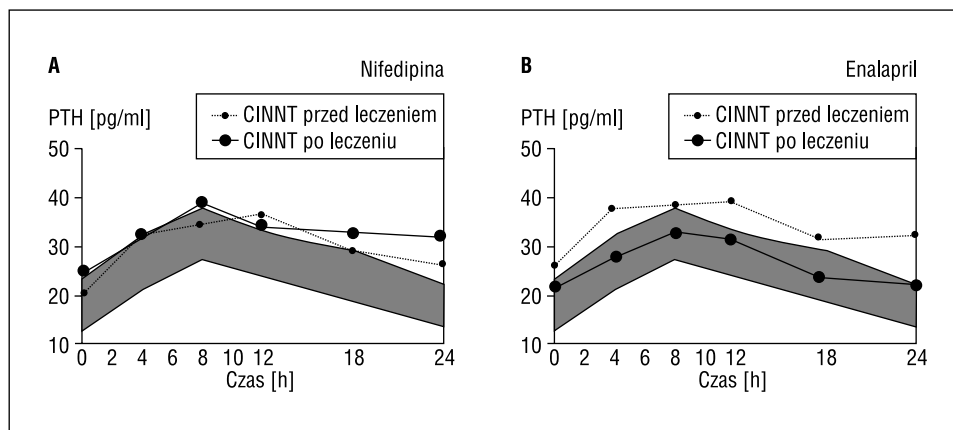 A
Nifedipina
PTH [pg/ml]
CINNT przed leczeniem
CINNT po leczeniu
50
40
30
20
10
0 2 4 6 8 10 12 18 24
Czas [h]
B
Enalapril
PTH [pg/ml]
CINNT przed leczeniem
CINNT po leczeniu
50
40
30
20
10
0 2 4 6 8 10 12 18 24
Czas [h]